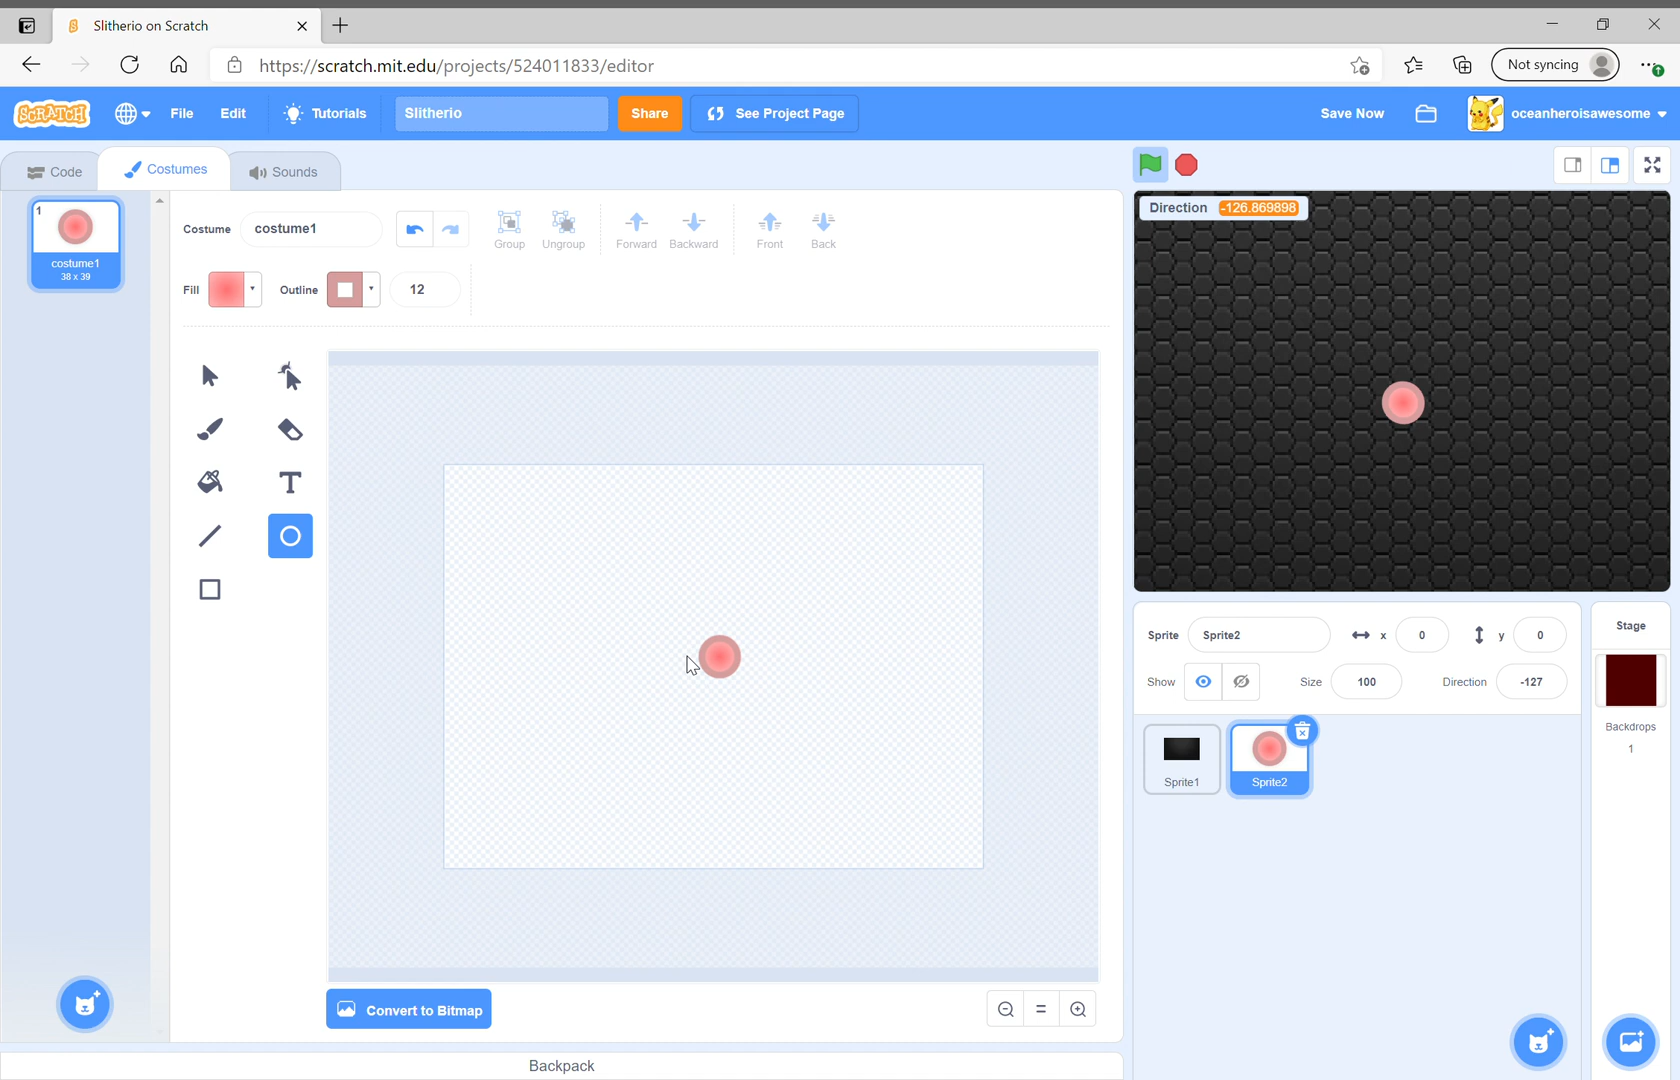 Slitherio on Scratch
https://scratch.mit.edu/projects/524011833/editor
Not syncing
SCRATCH
File
Edit
Tutorials
Slitherio
Share
See Project Page
Save Now
oceanheroisawesome
Code
Costumes
Sounds
1
costume1
38 x 39
Costume
costume1
Group
Ungroup
Forward
Backward
Front
Back
Fill
Outline
12
Convert to Bitmap
Backpack
Direction -126.869898
Sprite
Sprite2
x
0
y
0
Show
Size
100
Direction
-127
Sprite1
Sprite2
Stage
Backdrops
1